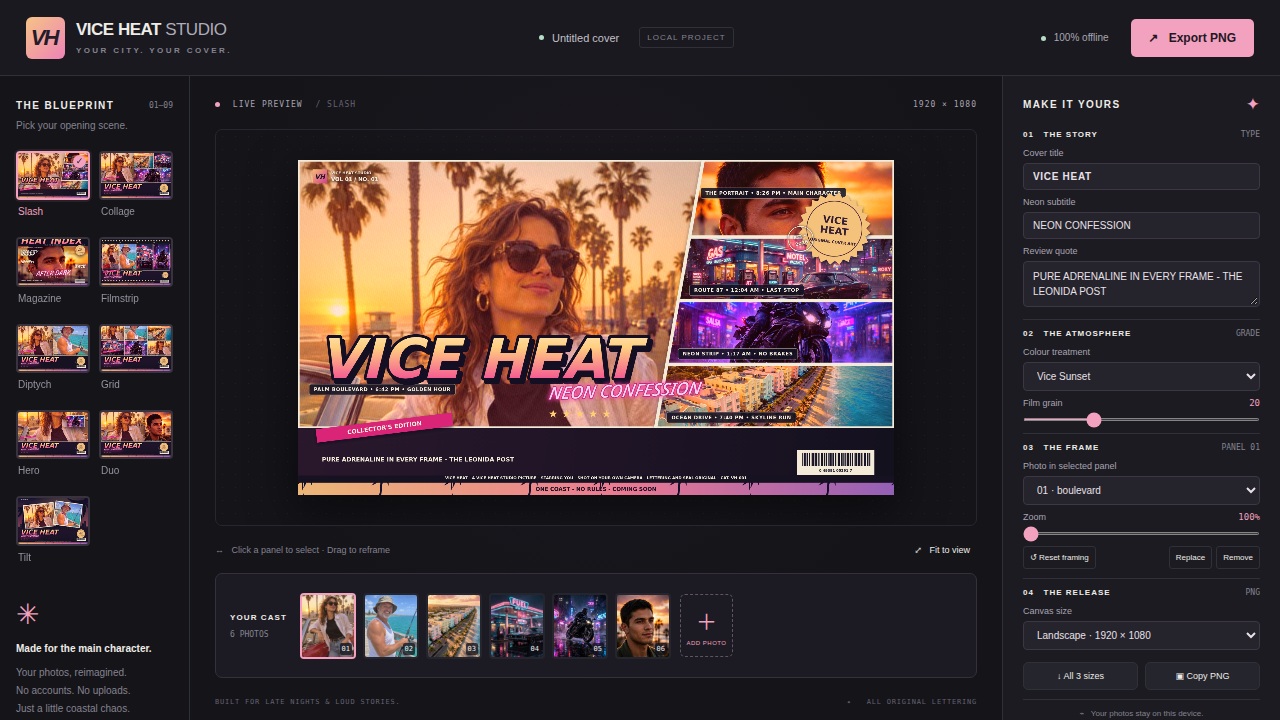 VH
VICE HEAT STUDIO
YOUR CITY. YOUR COVER.
Untitled cover
LOCAL PROJECT
100% offline
↗ Export PNG
THE BLUEPRINT 01—09
Pick your opening scene.
Slash
Collage
Magazine
Filmstrip
Diptych
Grid
Hero
Duo
Tilt
Made for the main character.
Your photos, reimagined.
No accounts. No uploads.
Just a little coastal chaos.
LIVE PREVIEW / SLASH
1920 × 1080
VH
VICE HEAT STUDIO
VOL 01 / NO. 01
THE PORTRAIT • 8:26 PM • MAIN CHARACTER
VICE
HEAT
GAS
MOTEL
ROUTE 87 • 12:04 AM • LAST STOP
SALSA
NEON STRIP • 1:17 AM • NO BRAKES
OCEAN DRIVE • 7:40 PM • SKYLINE RUN
VICE HEAT
PALM BOULEVARD • 6:42 PM • GOLDEN HOUR
NEON CONFESSION
★ ★ ★ ★ ★
COLLECTOR'S EDITION
PURE ADRENALINE IN EVERY FRAME - THE LEONIDA POST
ONE COAST - NO RULES - COMING SOON
Click a panel to select · Drag to reframe
Fit to view
YOUR CAST
6 PHOTOS
01
02
03
04
05
06
+
ADD PHOTO
BUILT FOR LATE NIGHTS & LOUD STORIES.
ALL ORIGINAL LETTERING
MAKE IT YOURS
01 THE STORY TYPE
Cover title
VICE HEAT
Neon subtitle
NEON CONFESSION
Review quote
PURE ADRENALINE IN EVERY FRAME - THE
LEONIDA POST
02 THE ATMOSPHERE GRADE
Colour treatment
Vice Sunset
Film grain 20
03 THE FRAME PANEL 01
Photo in selected panel
01 · boulevard
Zoom 100%
↺ Reset framing
Replace
Remove
04 THE RELEASE PNG
Canvas size
Landscape · 1920 × 1080
↓ All 3 sizes
▣ Copy PNG
Your photos stay on this device.